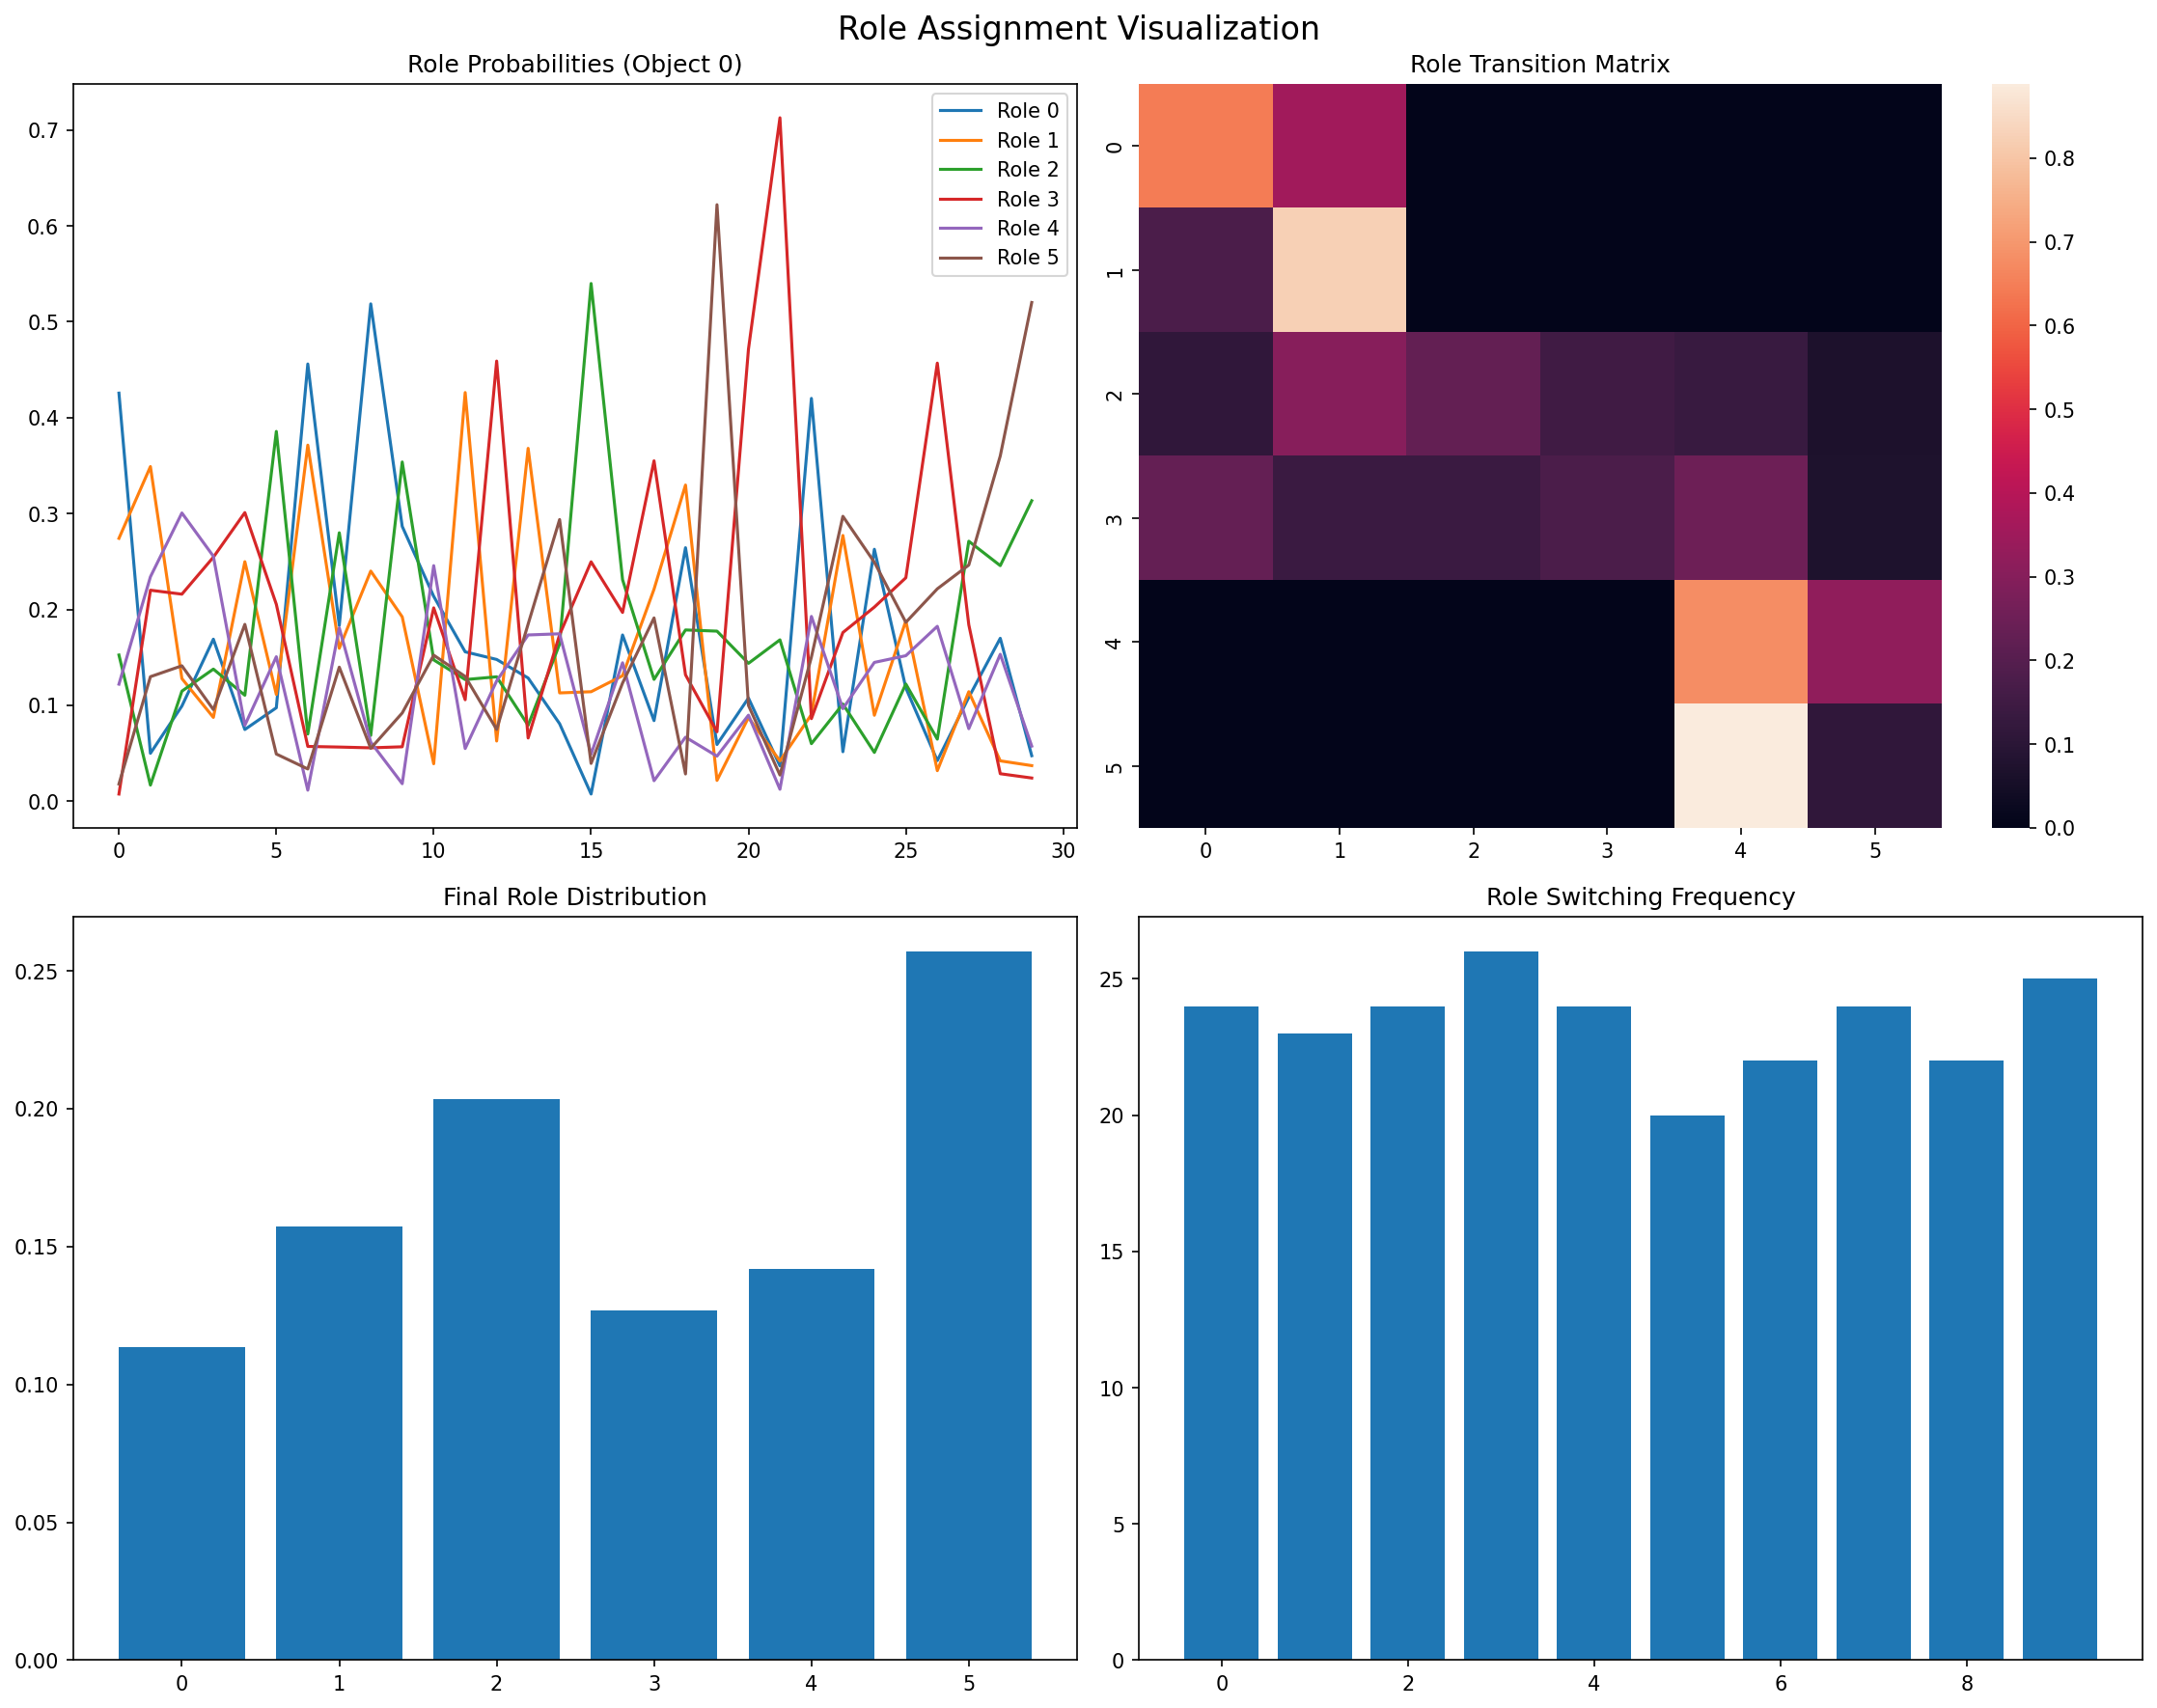 Role Assignment Visualization
Role Probabilities (Object 0)
0.7
0.6
0.5
0.4
0.3
0.2
0.1
0.0
0 5 10 15 20 25 30
Role 0
Role 1
Role 2
Role 3
Role 4
Role 5
Role Transition Matrix
0
1
2
3
4
5
0 1 2 3 4 5
0.8
0.7
0.6
0.5
0.4
0.3
0.2
0.1
0.0
Final Role Distribution
0.25
0.20
0.15
0.10
0.05
0.00
0 1 2 3 4 5
Role Switching Frequency
25
20
15
10
5
0
0 2 4 6 8